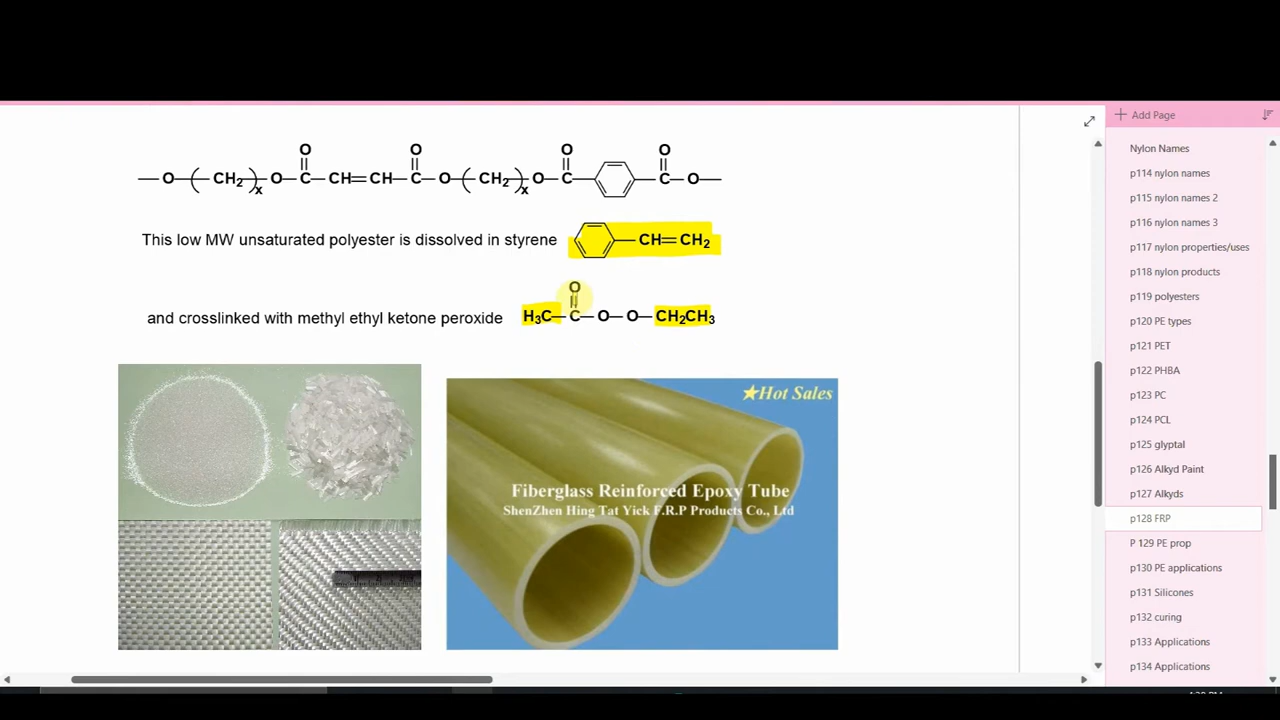 O O O O
— O —( CH2 )x O — C — CH = CH — C — O —( CH2 )x O — C — C — O —
This low MW unsaturated polyester is dissolved in styrene — CH = CH2
O
and crosslinked with methyl ethyl ketone peroxide H3C — C — O — O — CH2CH3
★Hot Sales
Fiberglass Reinforced Epoxy Tube
ShenZhen Hing Tat Yick F.R.P Products Co., Ltd
+ Add Page
Nylon Names
p114 nylon names
p115 nylon names 2
p116 nylon names 3
p117 nylon properties/uses
p118 nylon products
p119 polyesters
p120 PE types
p121 PET
p122 PHBA
p123 PC
p124 PCL
p125 glyptal
p126 Alkyd Paint
p127 Alkyds
p128 FRP
P 129 PE prop
p130 PE applications
p131 Silicones
p132 curing
p133 Applications
p134 Applications